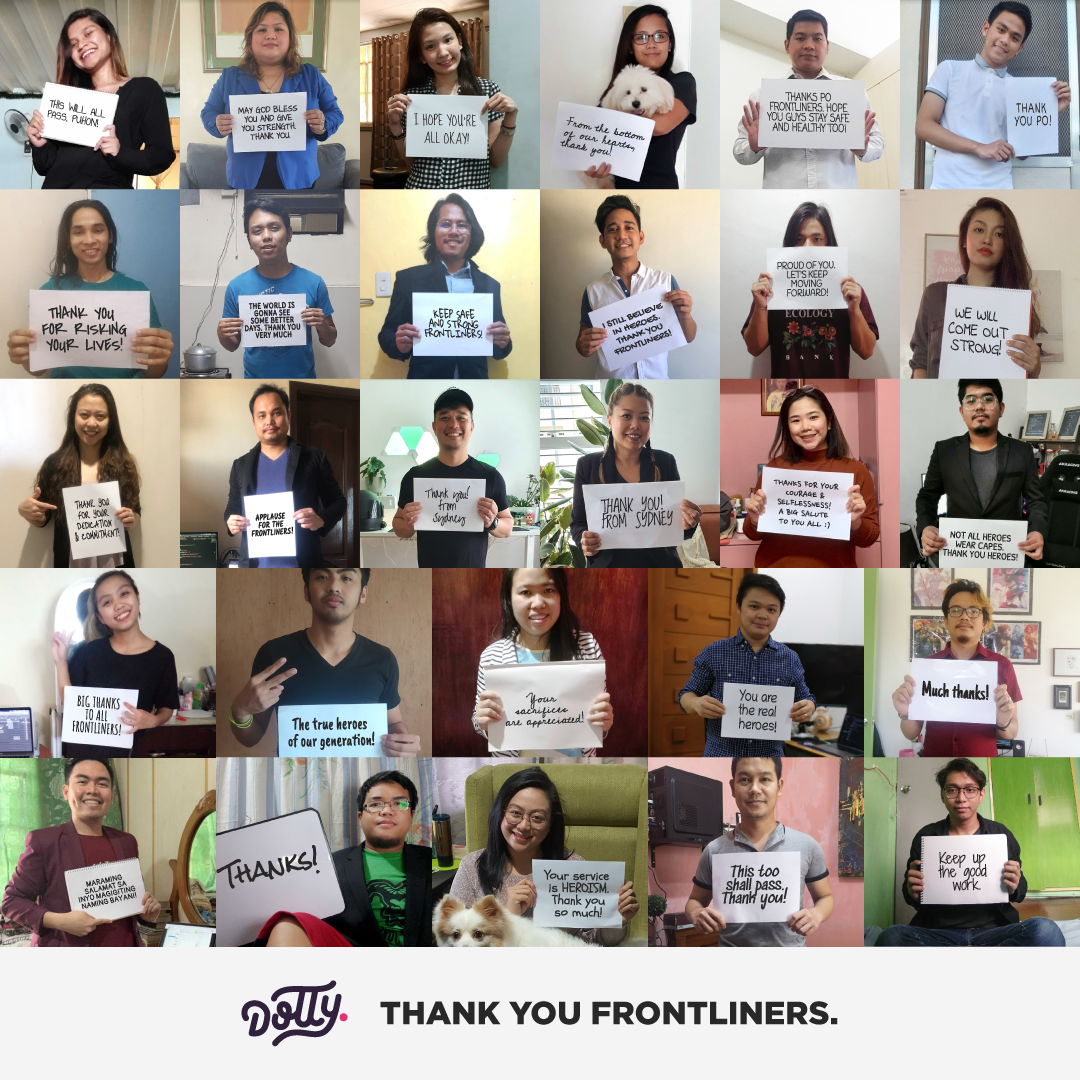 THIS WILL ALL
PASS, PUHON!
MAY GOD BLESS
YOU AND GIVE
YOU STRENGTH.
THANK YOU.
I HOPE YOU'RE
ALL OKAY!
From the bottom
of our hearts,
thank you!
THANKS PO
FRONTLINERS. HOPE
YOU GUYS STAY SAFE
AND HEALTHY TOO!
THANK
YOU PO!
THANK YOU
FOR RISKING
YOUR LIVES!
THE WORLD IS
GONNA SEE
SOME BETTER
DAYS. THANK YOU
VERY MUCH
KEEP SAFE
AND STRONG
FRONTLINERS!
I STILL BELIEVE
IN HEROES.
THANK YOU
FRONTLINERS!
PROUD OF YOU.
LET'S KEEP
MOVING
FORWARD!
ECOLOGY
BANK
WE WILL
COME OUT
STRONG!
THANK YOU
FOR YOUR
DEDICATION
& COMMITMENT!
APPLAUSE
FOR THE
FRONTLINERS!
Thank you!
from
Sydney
THANK YOU!
FROM SYDNEY
THANKS FOR YOUR
COURAGE &
SELFLESSNESS!
A BIG SALUTE
TO YOU ALL :)
NOT ALL HEROES
WEAR CAPES.
THANK YOU HEROES!
BIG THANKS
TO ALL
FRONTLINERS!
The true heroes
of our generation!
Your
sacrifices
are appreciated!
You are
the real
heroes!
Much thanks!
MARAMING
SALAMAT SA
INYO MAGIGITING
NAMING BAYANI!
THANKS!
Your service
is HEROISM.
Thank you
so much!
This too
shall pass.
Thank you!
Keep up
the good
work.
Dolly.
THANK YOU FRONTLINERS.